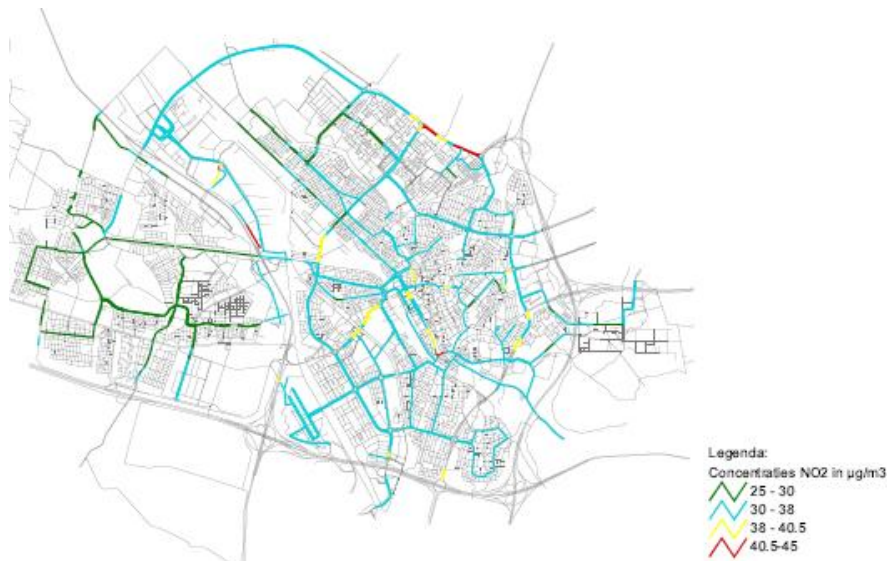 Legenda:
Concentraties NO2 in µg/m3
25 - 30
30 - 38
38 - 40.5
40.5-45